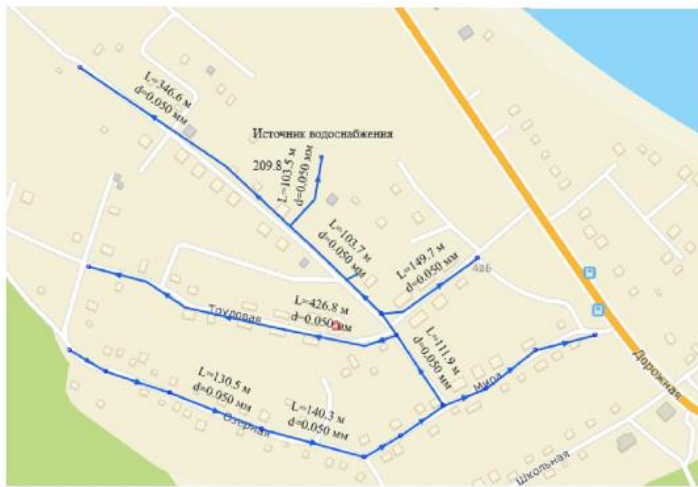 L=346.6 м
d=0.050 мм
Источник водоснабжения
209.8
L=103.5 м
d=0.050 мм
L=103.7 м
d=0.050 мм
L=149.7 м
d=0.050 мм
4аБ
L=426.8 м
d=0.050 мм
Трудовая
L=111.9 м
d=0.050 мм
Дорожная
L=130.5 м
d=0.050 мм
L=140.3 м
d=0.050 мм
Мира
Озерная
Школьная